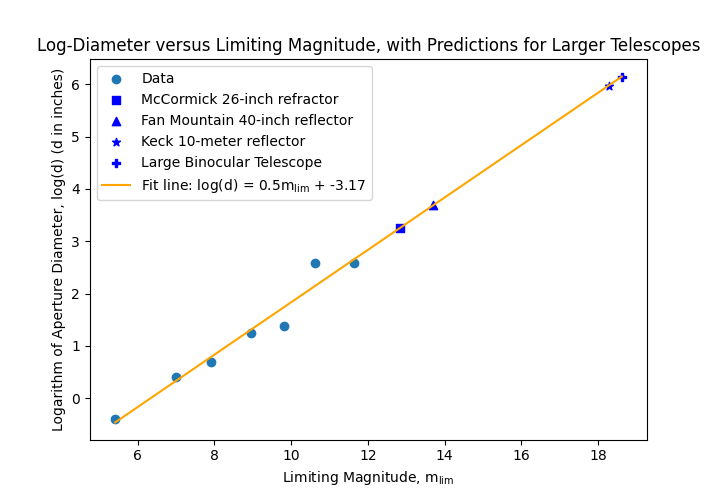 Log-Diameter versus Limiting Magnitude, with Predictions for Larger Telescopes
Data
McCormick 26-inch refractor
Fan Mountain 40-inch reflector
Keck 10-meter reflector
Large Binocular Telescope
Fit line: log(d) = 0.5m_lim + -3.17
Logarithm of Aperture Diameter, log(d) (d in inches)
6
5
4
3
2
1
0
6 8 10 12 14 16 18
Limiting Magnitude, m_lim